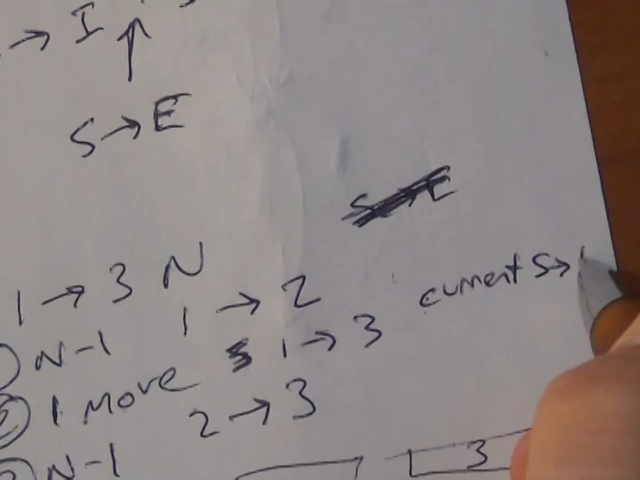 → I
S → E
1 → 3 N
N-1 1 → 2
1 MOVE 1 → 3
N-1 2 → 3
current S →
3